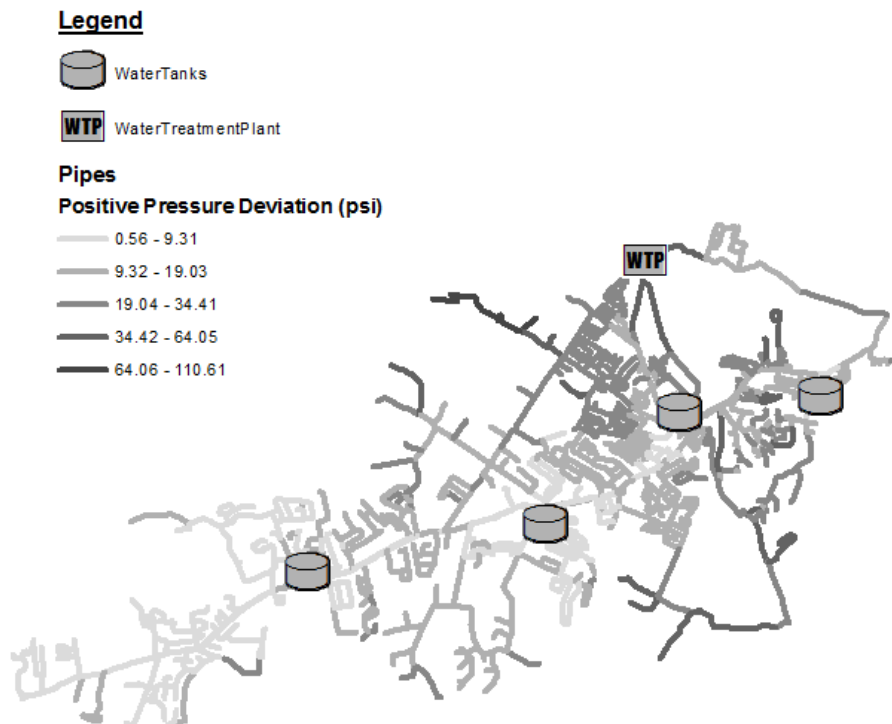 Legend
WaterTanks
WTP WaterTreatmentPlant
Pipes
Positive Pressure Deviation (psi)
0.56 - 9.31
9.32 - 19.03
19.04 - 34.41
34.42 - 64.05
64.06 - 110.61
WTP